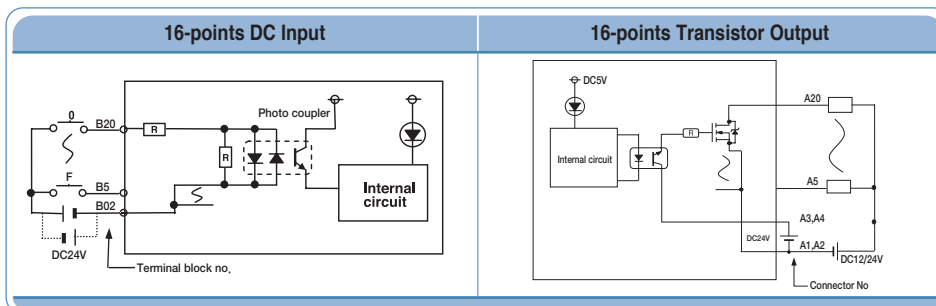 16-points DC Input
16-points Transistor Output
0
B20
R
Photo coupler
R
F
B5
B02
Internal
circuit
DC24V
Terminal block no.
DC5V
A20
R
Internal circuit
A5
A3,A4
DC24V
A1,A2
DC12/24V
Connector No